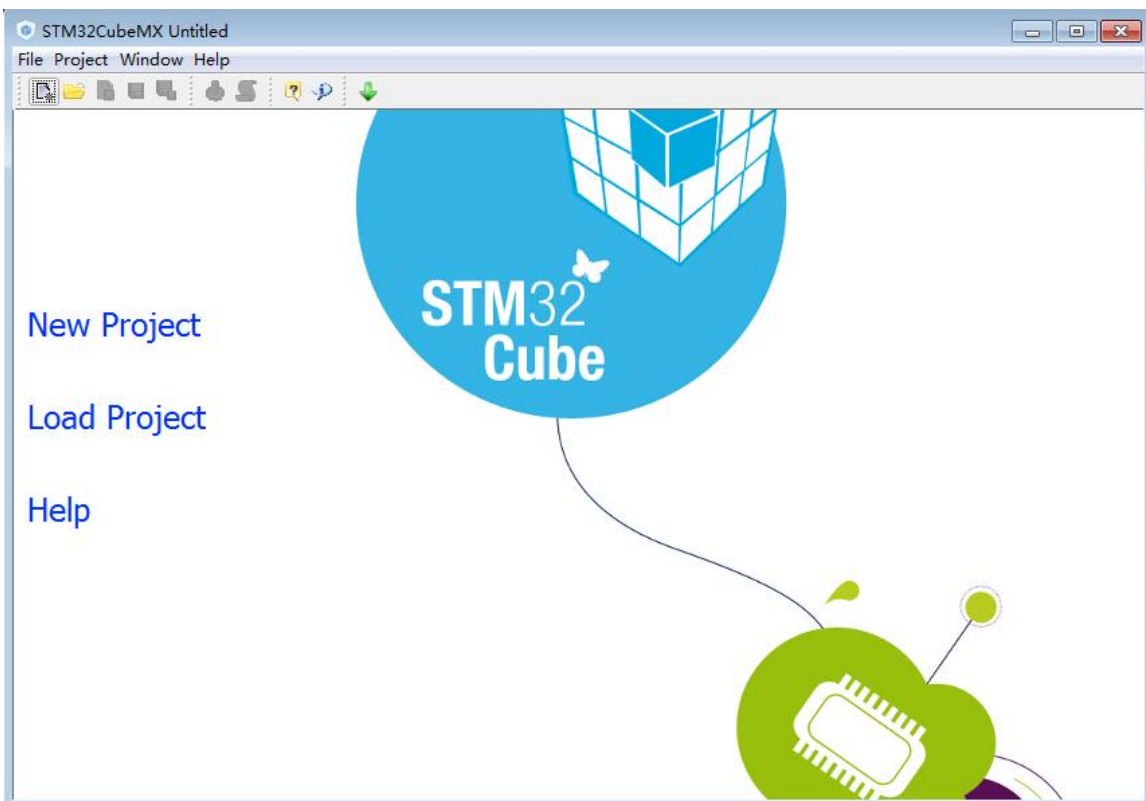 STM32CubeMX Untitled
File Project Window Help
STM32
Cube
New Project
Load Project
Help